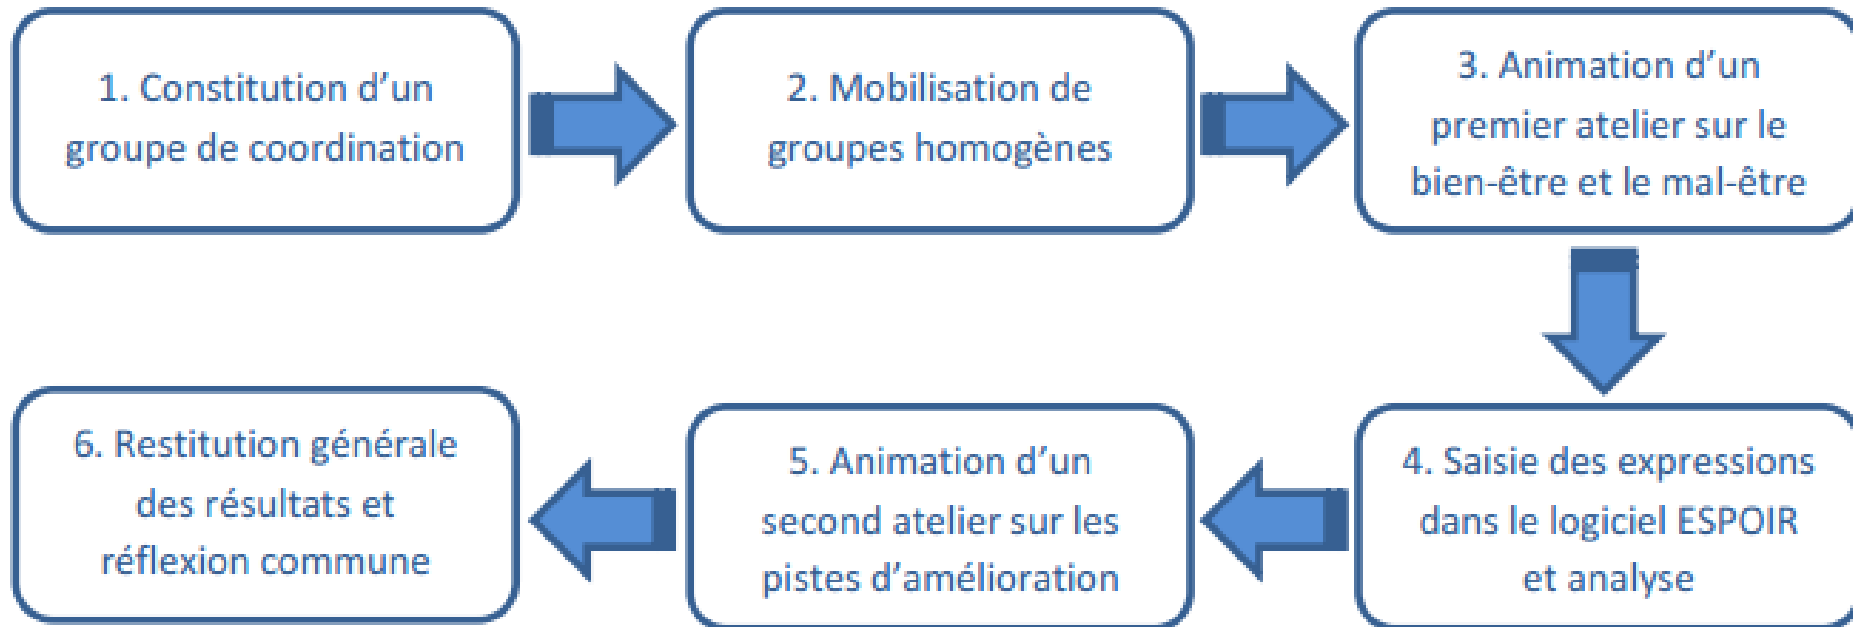 1. Constitution d’un
groupe de coordination
2. Mobilisation de
groupes homogènes
3. Animation d’un
premier atelier sur le
bien-être et le mal-être
4. Saisie des expressions
dans le logiciel ESPOIR
et analyse
5. Animation d’un
second atelier sur les
pistes d’amélioration
6. Restitution générale
des résultats et
réflexion commune